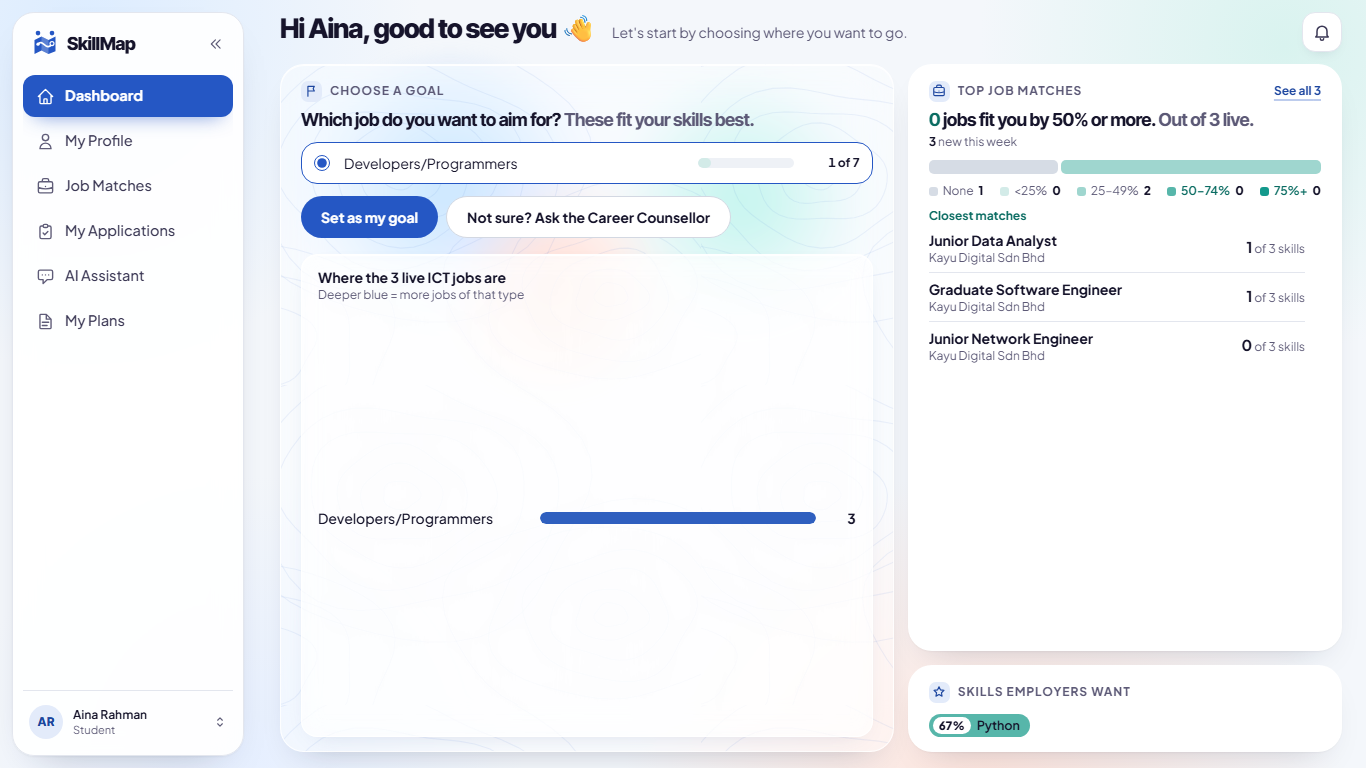 SkillMap
Dashboard
My Profile
Job Matches
My Applications
AI Assistant
My Plans
AR
Aina Rahman
Student
Hi Aina, good to see you 👋
Let's start by choosing where you want to go.
CHOOSE A GOAL
Which job do you want to aim for? These fit your skills best.
Developers/Programmers 1 of 7
Set as my goal
Not sure? Ask the Career Counsellor
Where the 3 live ICT jobs are
Deeper blue = more jobs of that type
Developers/Programmers 3
TOP JOB MATCHES
See all 3
0 jobs fit you by 50% or more. Out of 3 live.
3 new this week
None 1 <25% 0 25–49% 2 50–74% 0 75%+ 0
Closest matches
Junior Data Analyst
Kayu Digital Sdn Bhd
1 of 3 skills
Graduate Software Engineer
Kayu Digital Sdn Bhd
1 of 3 skills
Junior Network Engineer
Kayu Digital Sdn Bhd
0 of 3 skills
SKILLS EMPLOYERS WANT
67% Python